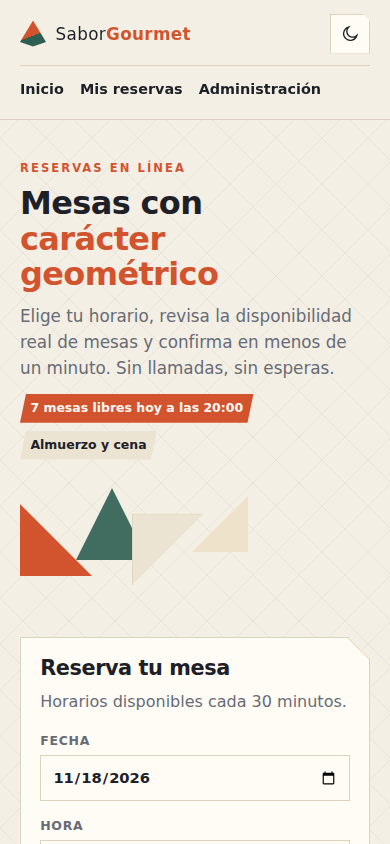 SaborGourmet
Inicio Mis reservas Administración
RESERVAS EN LÍNEA
Mesas con
carácter
geométrico
Elige tu horario, revisa la disponibilidad
real de mesas y confirma en menos de
un minuto. Sin llamadas, sin esperas.
7 mesas libres hoy a las 20:00
Almuerzo y cena
Reserva tu mesa
Horarios disponibles cada 30 minutos.
FECHA
11/18/2026
HORA